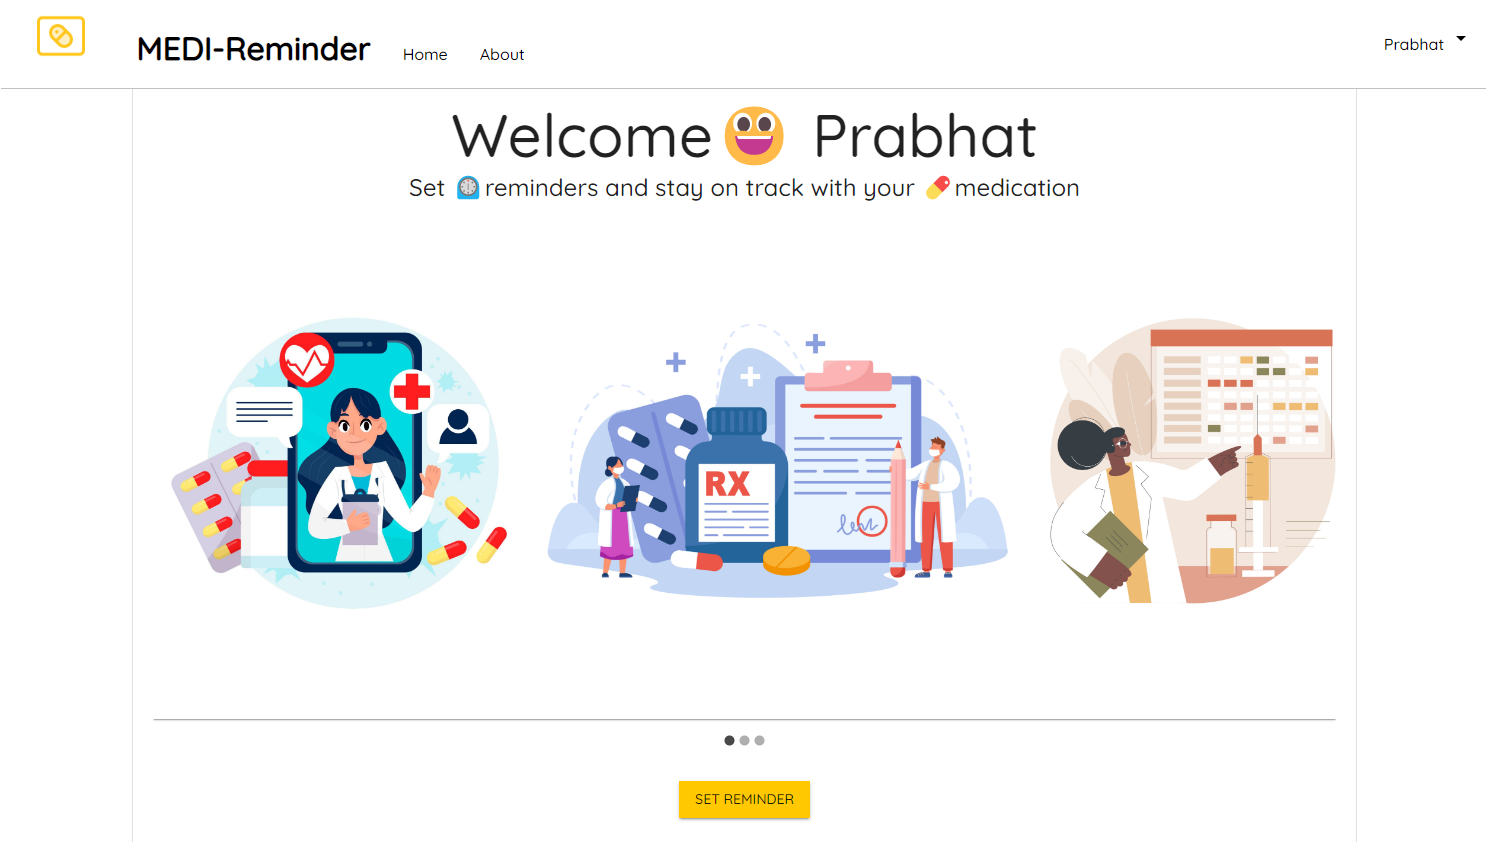 MEDI-Reminder Home About Prabhat
Welcome Prabhat
Set reminders and stay on track with your medication
RX
SET REMINDER